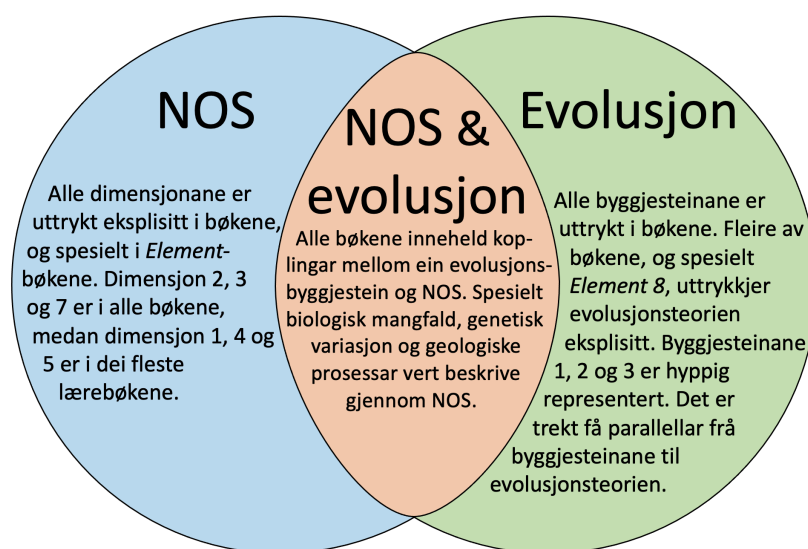 NOS
Alle dimensjonane er
uttrykt eksplisitt i bøkene,
og spesielt i Element-
bøkene. Dimensjon 2, 3
og 7 er i alle bøkene,
medan dimensjon 1, 4 og
5 er i dei fleste
lærebøkene.
NOS &
evolusjon
Alle bøkene inneheld kop-
lingar mellom ein evolusjons-
byggjestein og NOS. Spesielt
biologisk mangfald, genetisk
variasjon og geologiske
prosessar vert beskrive
gjennom NOS.
Evolusjon
Alle byggjesteinane er
uttrykt i bøkene. Fleire av
bøkene, og spesielt
Element 8, uttrykkjer
evolusjonsteorien
eksplisitt. Byggjesteinane
1, 2 og 3 er hyppig
representert. Det er
trekt få parallellar frå
byggjesteinane til
evolusjonsteorien.